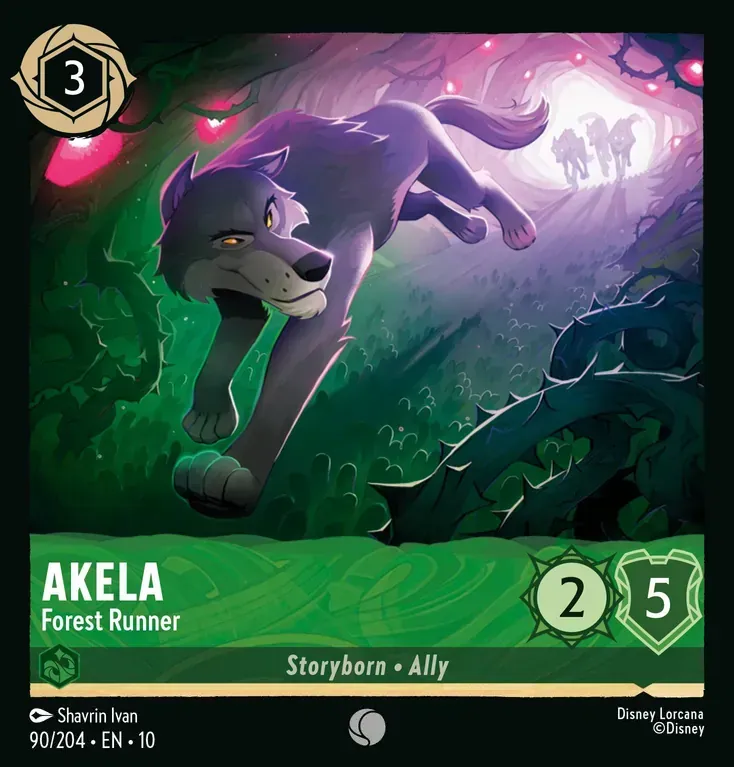 3
AKELA
Forest Runner
2
5
Storyborn • Ally
Shavrin Ivan
90/204 • EN • 10
Disney Lorcana
©Disney